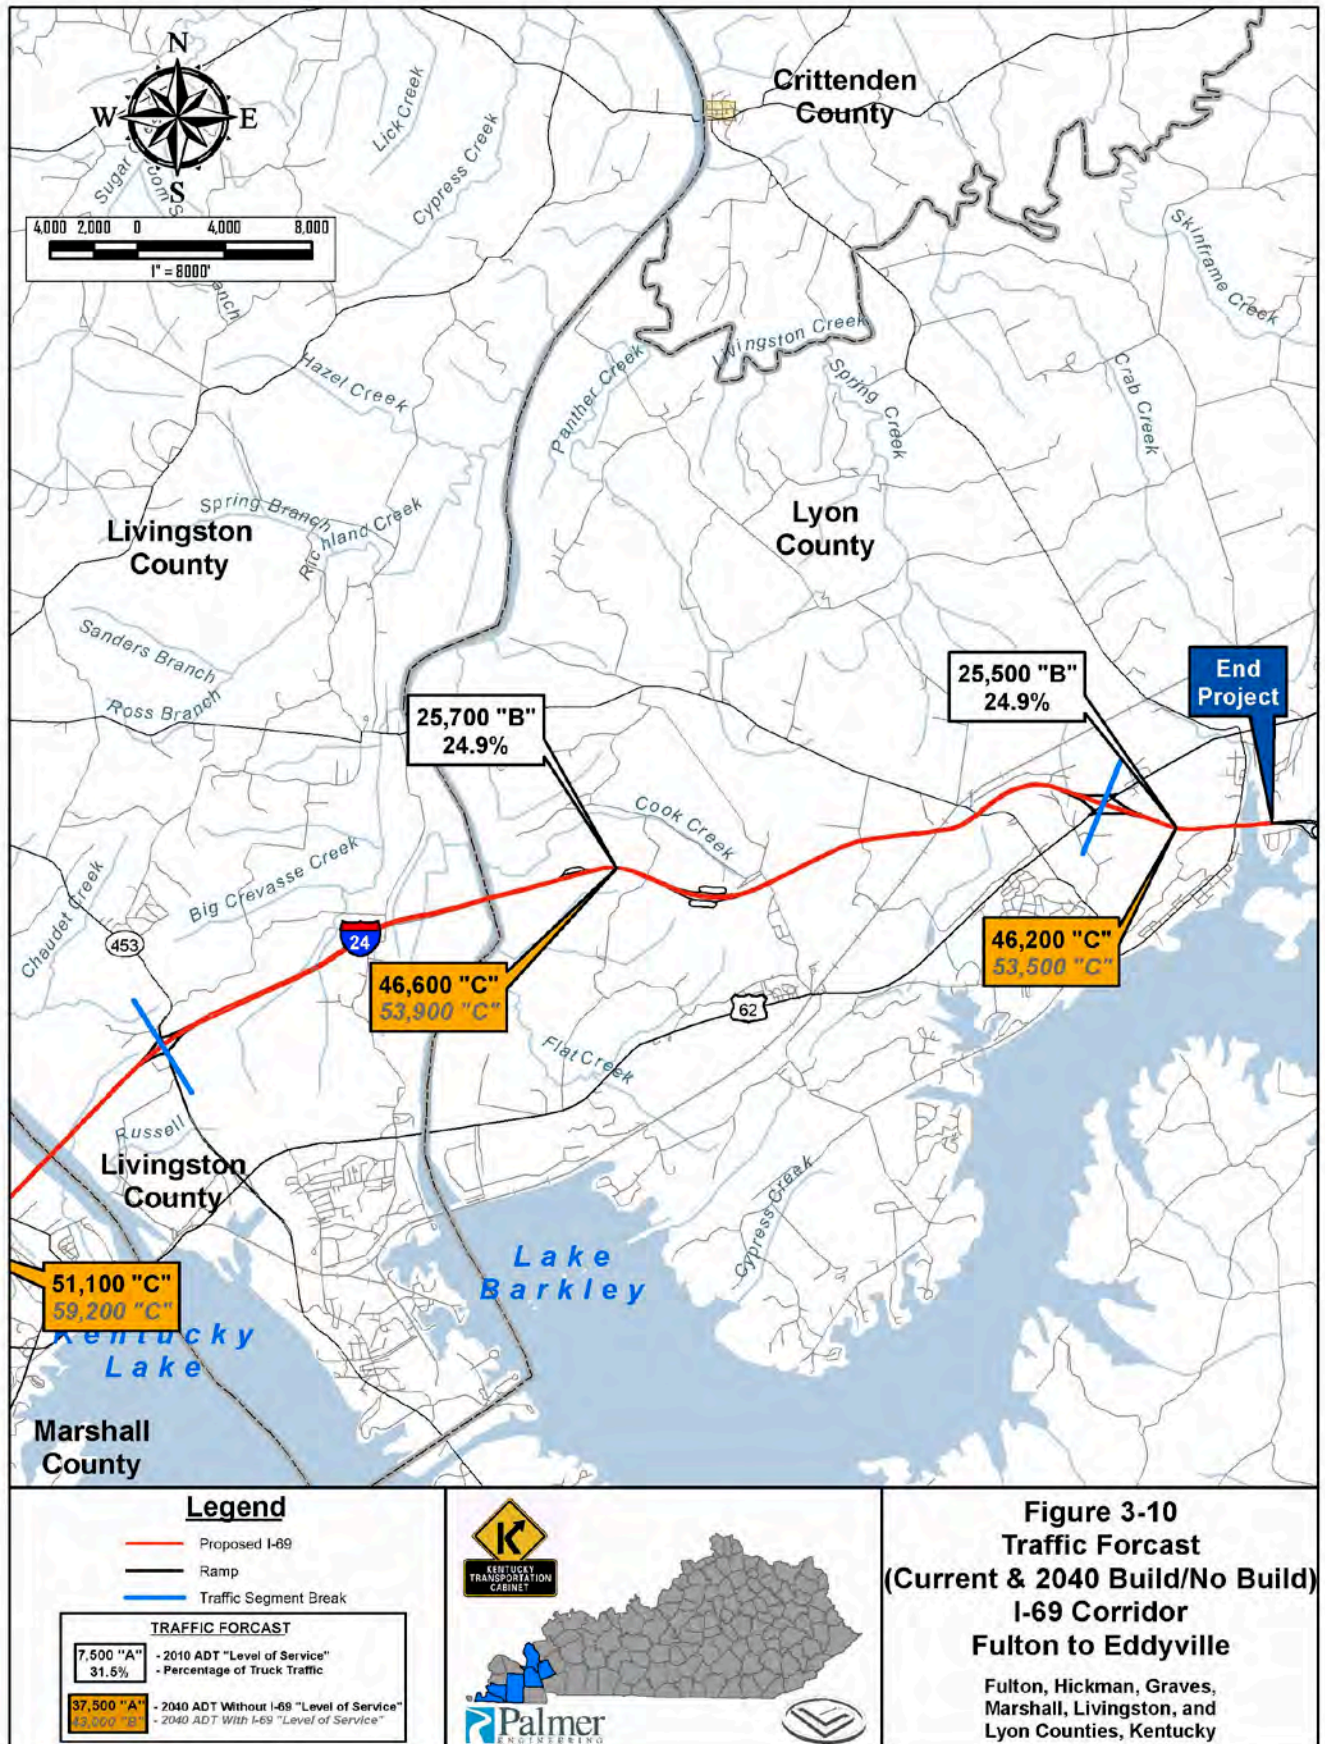 N
W
E
S
Crittenden
County
Lick Creek
Cypress Creek
Sugar
4,000 2,000 0 4,000 8,000
1" = 8000'
Skinframe Creek
Hazel Creek
Livingston Creek
Panther Creek
Spring Creek
Crab Creek
Spring Branch
Livingston
County
Lyon
County
Sanders Branch
Ross Branch
25,700 "B"
24.9%
25,500 "B"
24.9%
End
Project
Cook Creek
Big Crevasse Creek
Chaudet Creek
453
24
46,600 "C"
53,900 "C"
46,200 "C"
53,500 "C"
62
Flat Creek
Russell
Livingston
County
Cypress Creek
Lake
Barkley
51,100 "C"
59,200 "C"
Kentucky
Lake
Marshall
County
Legend
Proposed I-69
Ramp
Traffic Segment Break
TRAFFIC FORCAST
7,500 "A" - 2010 ADT "Level of Service"
31.5% - Percentage of Truck Traffic
37,500 "A" - 2040 ADT Without I-69 "Level of Service"
43,000 "B" - 2040 ADT With I-69 "Level of Service"
KENTUCKY
TRANSPORTATION
CABINET
Palmer
ENGINEERING
Figure 3-10
Traffic Forcast
(Current & 2040 Build/No Build)
I-69 Corridor
Fulton to Eddyville
Fulton, Hickman, Graves,
Marshall, Livingston, and
Lyon Counties, Kentucky